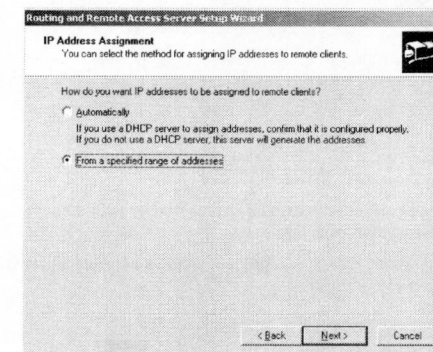 Routing and Remote Access Server Setup Wizard
IP Address Assignment
You can select the method for assigning IP addresses to remote clients.
How do you want IP addresses to be assigned to remote clients?
Automatically
If you use a DHCP server to assign addresses, confirm that it is configured properly.
If you do not use a DHCP server, this server will generate the addresses.
From a specified range of addresses
< Back
Next >
Cancel